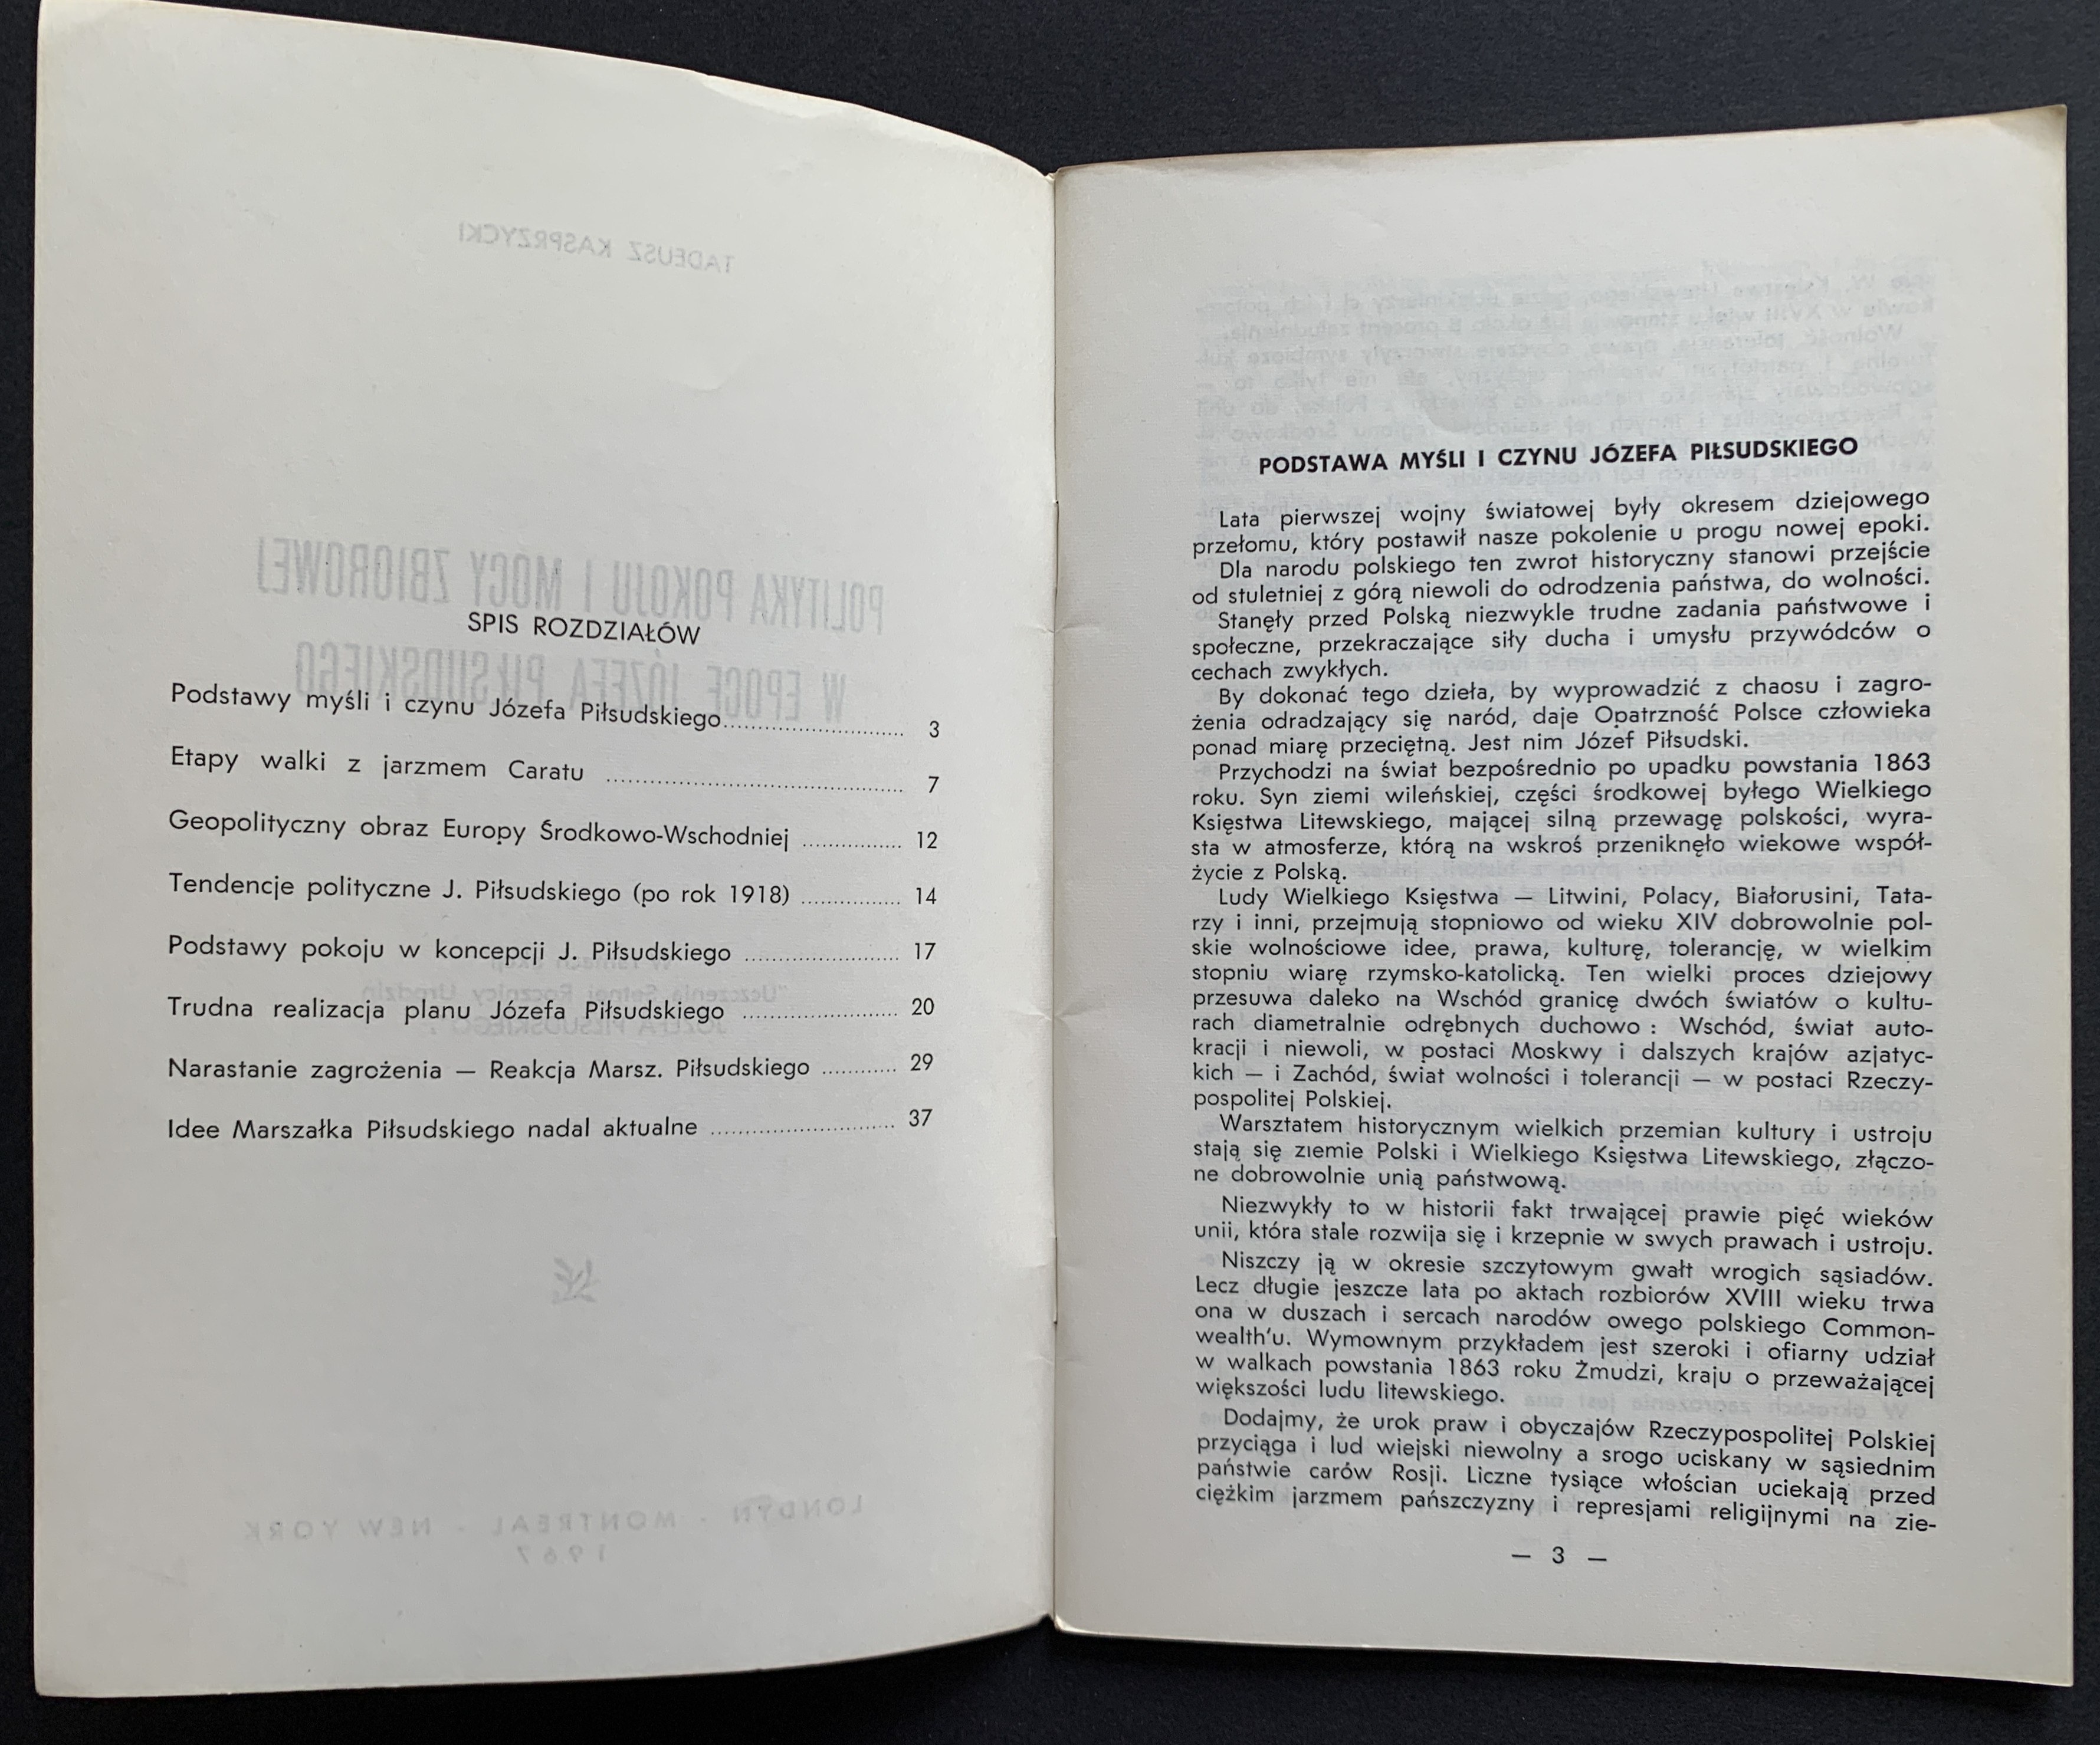 SPIS ROZDZIAŁÓW
Podstawy myśli i czynu Józefa Piłsudskiego.......................... 3
Etapy walki z jarzmem Caratu .......................................... 7
Geopolityczny obraz Europy Środkowo-Wschodniej .............. 12
Tendencje polityczne J. Piłsudskiego (po rok 1918) .............. 14
Podstawy pokoju w koncepcji J. Piłsudskiego ...................... 17
Trudna realizacja planu Józefa Piłsudskiego ...................... 20
Narastanie zagrożenia — Reakcja Marsz. Piłsudskiego ........... 29
Idee Marszałka Piłsudskiego nadal aktualne .......................... 37
TADEUSZ KASPRZYCKI
POLITYKA POKOJU I MOCY ZBIOROWEJ
W EPOCE JÓZEFA PIŁSUDSKIEGO
LONDYN - MONTREAL - NEW YORK
1967
PODSTAWA MYŚLI I CZYNU JÓZEFA PIŁSUDSKIEGO
Lata pierwszej wojny światowej były okresem dziejowego
przełomu, który postawił nasze pokolenie u progu nowej epoki.
Dla narodu polskiego ten zwrot historyczny stanowi przejście
od stuletniej z górą niewoli do odrodzenia państwa, do wolności.
Stanęły przed Polską niezwykle trudne zadania państwowe i
społeczne, przekraczające siły ducha i umysłu przywódców o
cechach zwykłych.
By dokonać tego dzieła, by wyprowadzić z chaosu i zagro-
żenia odradzający się naród, daje Opatrzność Polsce człowieka
ponad miarę przeciętną. Jest nim Józef Piłsudski.
Przychodzi na świat bezpośrednio po upadku powstania 1863
roku. Syn ziemi wileńskiej, części środkowej byłego Wielkiego
Księstwa Litewskiego, mającej silną przewagę polskości, wyra-
sta w atmosferze, którą na wskroś przeniknęło wiekowe współ-
życie z Polską.
Ludy Wielkiego Księstwa — Litwini, Polacy, Białorusini, Tata-
rzy i inni, przejmują stopniowo od wieku XIV dobrowolnie pol-
skie wolnościowe idee, prawa, kulturę, tolerancję, w wielkim
stopniu wiarę rzymsko-katolicką. Ten wielki proces dziejowy
przesuwa daleko na Wschód granicę dwóch światów o kultu-
rach diametralnie odrębnych duchowo : Wschód, świat auto-
kracji i niewoli, w postaci Moskwy i dalszych krajów azjatyc-
kich — i Zachód, świat wolności i tolerancji — w postaci Rzeczy-
pospolitej Polskiej.
Warsztatem historycznym wielkich przemian kultury i ustroju
stają się ziemie Polski i Wielkiego Księstwa Litewskiego, złączo-
ne dobrowolnie unią państwową.
Niezwykły to w historii fakt trwającej prawie pięć wieków
unii, która stale rozwija się i krzepnie w swych prawach i ustroju.
Niszczy ją w okresie szczytowym gwałt wrogich sąsiadów.
Lecz długie jeszcze lata po aktach rozbiorów XVIII wieku trwa
ona w duszach i sercach narodów owego polskiego Common-
wealth'u. Wymownym przykładem jest szeroki i ofiarny udział
w walkach powstania 1863 roku Żmudzi, kraju o przeważającej
większości ludu litewskiego.
Dodajmy, że urok praw i obyczajów Rzeczypospolitej Polskiej
przyciąga i lud wiejski niewolny a srogo uciskany w sąsiednim
państwie carów Rosji. Liczne tysiące włościan uciekają przed
ciężkim jarzmem pańszczyzny i represjami religijnymi na zie-
— 3 —